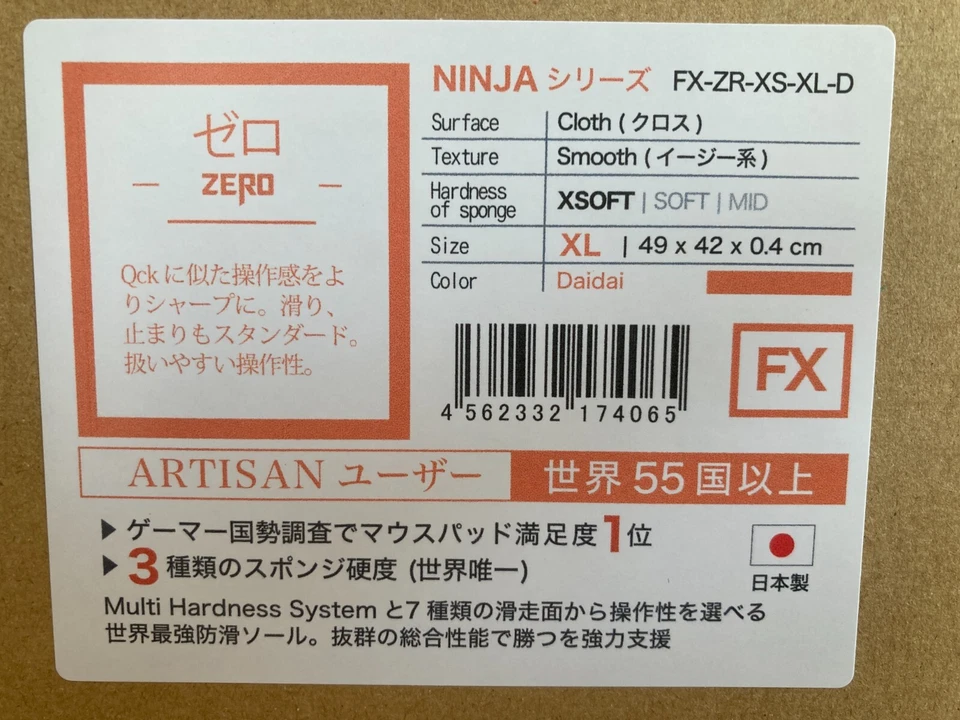 ゼロ
ZERO
Qckに似た操作感をよ
りシャープに。滑り、
止まりもスタンダード。
扱いやすい操作性。
NINJA シリーズ FX-ZR-XS-XL-D
Surface Cloth (クロス)
Texture Smooth (イージー系)
Hardness
of sponge XSOFT | SOFT | MID
Size XL | 49 x 42 x 0.4 cm
Color Daidai
4 562332 174065
FX
ARTISAN ユーザー 世界 55 国以上
▶ ゲーマー国勢調査でマウスパッド満足度1位
▶ 3 種類のスポンジ硬度 (世界唯一)
日本製
Multi Hardness System と7 種類の滑走面から操作性を選べる
世界最強防滑ソール。抜群の総合性能で勝つを強力支援